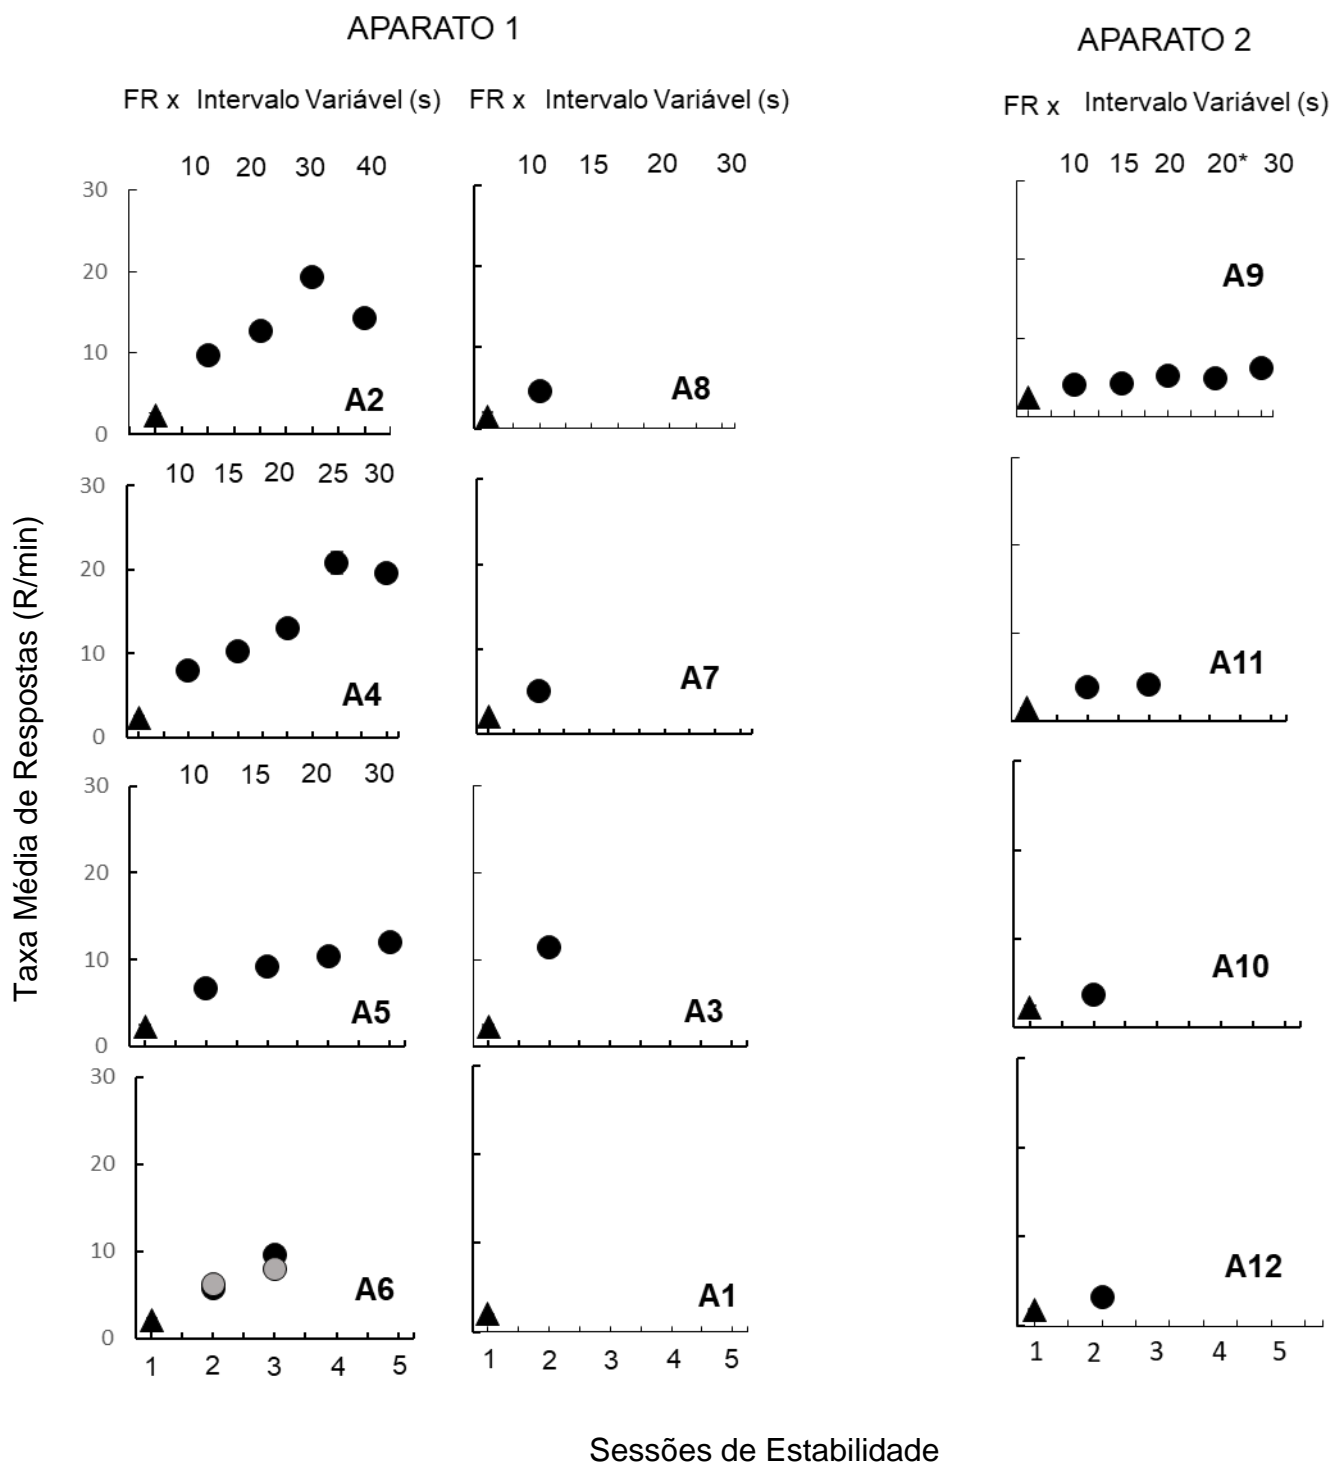 APARATO 1
APARATO 2
FR x Intervalo Variável (s)
FR x Intervalo Variável (s)
FR x Intervalo Variável (s)
10 20 30 40
10 15 20 30
10 15 20 20* 30
30
20
10
0
A2
A8
A9
10 15 20 25 30
30
20
10
0
A4
A7
A11
10 15 20 30
30
20
10
0
A5
A3
A10
30
20
10
0
A6
A1
A12
1 2 3 4 5
1 2 3 4 5
1 2 3 4 5
Taxa Média de Respostas (R/min)
Sessões de Estabilidade